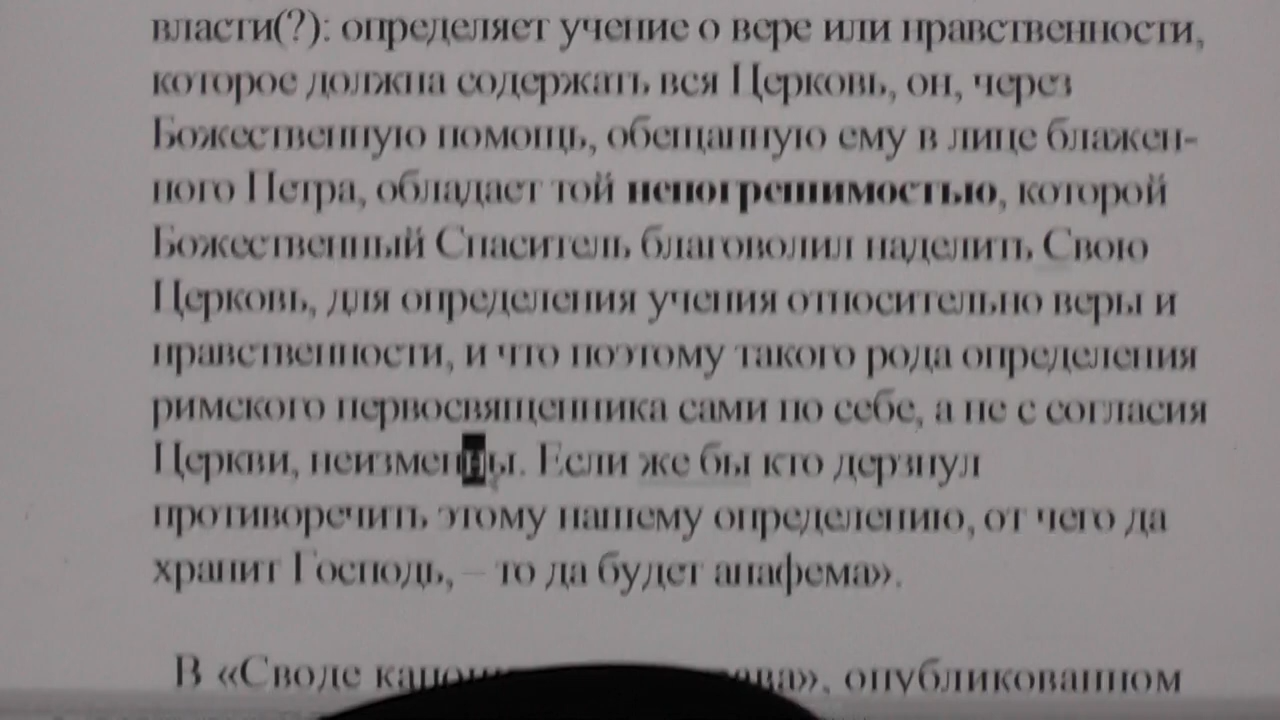 власти(?): определяет учение о вере или нравственности,
которое должна содержать вся Церковь, он, через
Божественную помощь, обещанную ему в лице блажен-
ного Петра, обладает той непогрешимостью, которой
Божественный Спаситель благоволил наделить Свою
Церковь, для определения учения относительно веры и
нравственности, и что поэтому такого рода определения
римского первосвященника сами по себе, а не с согласия
Церкви, неизменны. Если же бы кто дерзнул
противоречить этому нашему определению, от чего да
хранит Господь, – то да будет анафема».
В «Своде опубликованном